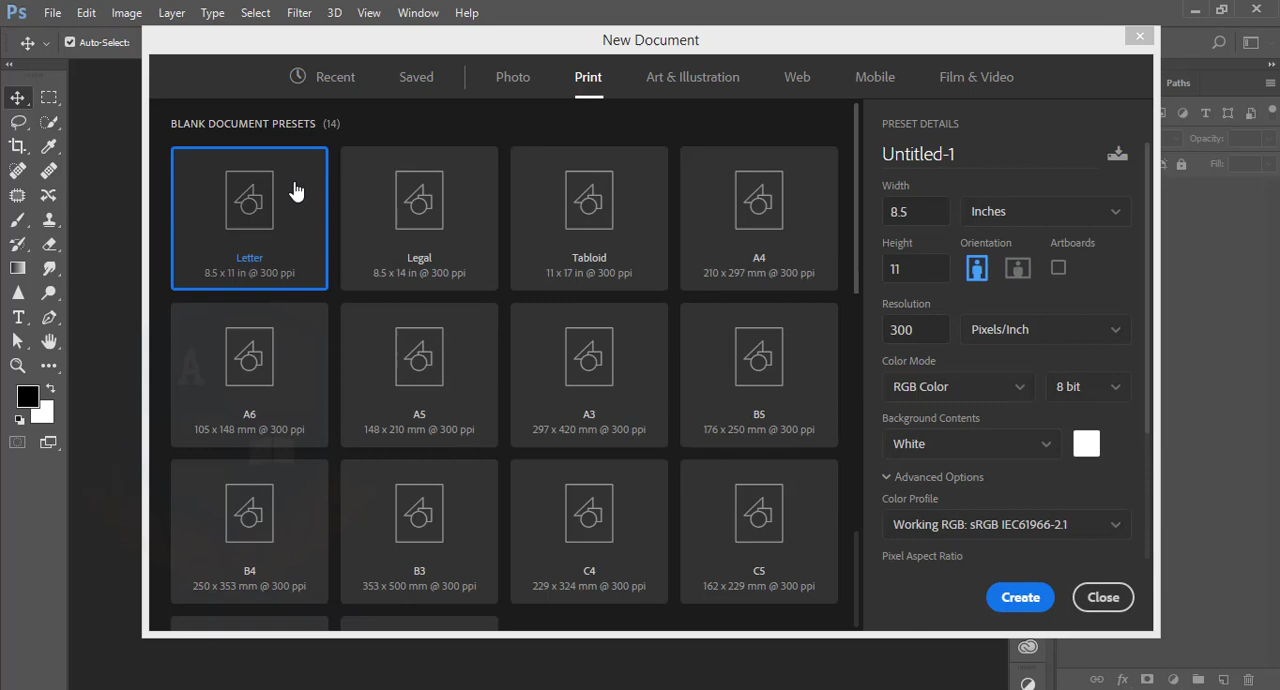 Ps File Edit Image Layer Type Select Filter 3D View Window Help
Auto-Select:
New Document
Recent Saved Photo Print Art & Illustration Web Mobile Film & Video
Paths
BLANK DOCUMENT PRESETS (14)
Letter
8.5 x 11 in @ 300 ppi
Legal
8.5 x 14 in @ 300 ppi
Tabloid
11 x 17 in @ 300 ppi
A4
210 x 297 mm @ 300 ppi
A6
105 x 148 mm @ 300 ppi
A5
148 x 210 mm @ 300 ppi
A3
297 x 420 mm @ 300 ppi
B5
176 x 250 mm @ 300 ppi
B4
250 x 353 mm @ 300 ppi
B3
353 x 500 mm @ 300 ppi
C4
229 x 324 mm @ 300 ppi
C5
162 x 229 mm @ 300 ppi
PRESET DETAILS
Untitled-1
Width
8.5 Inches
Height Orientation Artboards
11
Resolution
300 Pixels/Inch
Color Mode
RGB Color 8 bit
Background Contents
White
Advanced Options
Color Profile
Working RGB: sRGB IEC61966-2.1
Pixel Aspect Ratio
Create Close
Opacity:
Fill:
fx